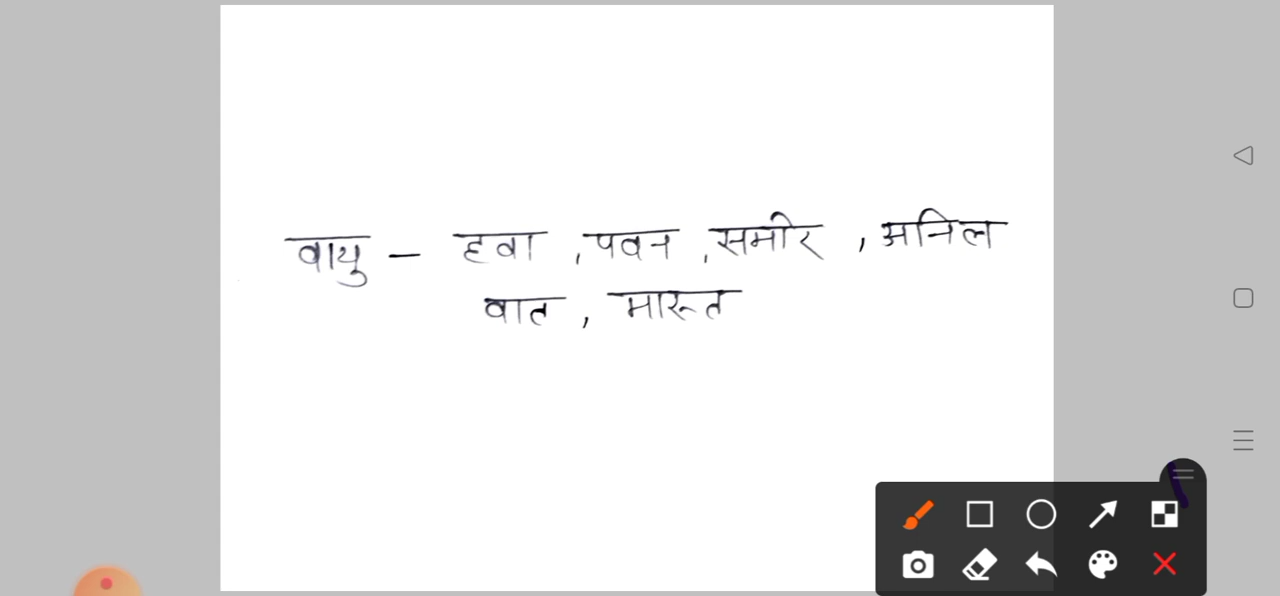 वायु – हवा , पवन , समीर , अनिल
वात , मारूत